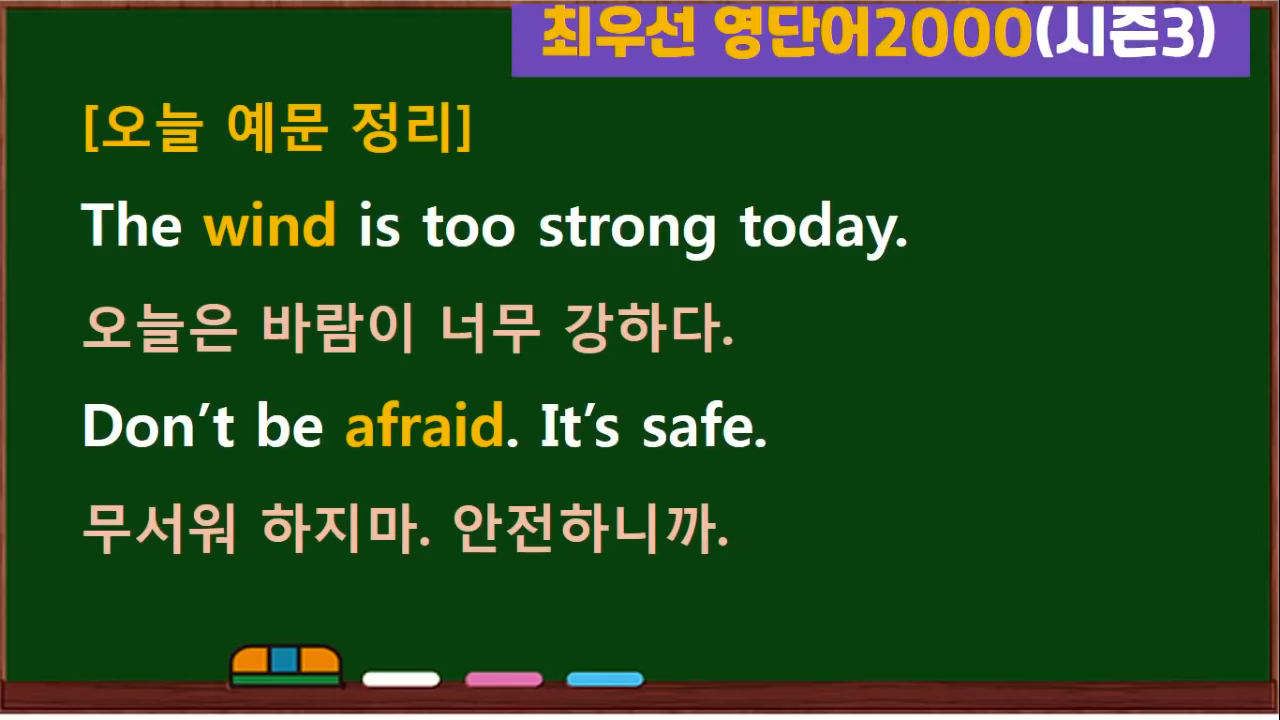 최우선 영단어2000(시즌3)
[오늘 예문 정리]
The wind is too strong today.
오늘은 바람이 너무 강하다.
Don’t be afraid. It’s safe.
무서워 하지마. 안전하니까.